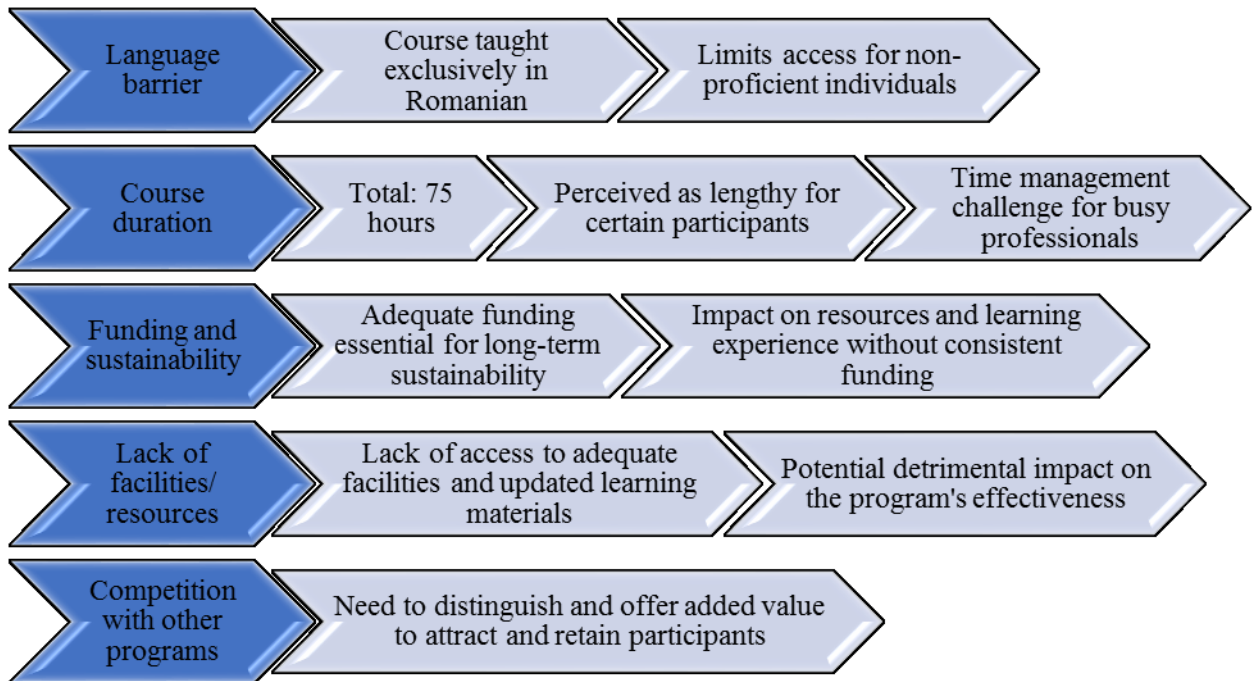 Language
barrier
Course taught
exclusively in
Romanian
Limits access for non-
proficient individuals
Course
duration
Total: 75
hours
Perceived as lengthy for
certain participants
Time management
challenge for busy
professionals
Funding and
sustainability
Adequate funding
essential for long-term
sustainability
Impact on resources and learning
experience without consistent
funding
Lack of
facilities/
resources
Lack of access to adequate
facilities and updated learning
materials
Potential detrimental impact on
the program's effectiveness
Competition
with other
programs
Need to distinguish and offer added value
to attract and retain participants